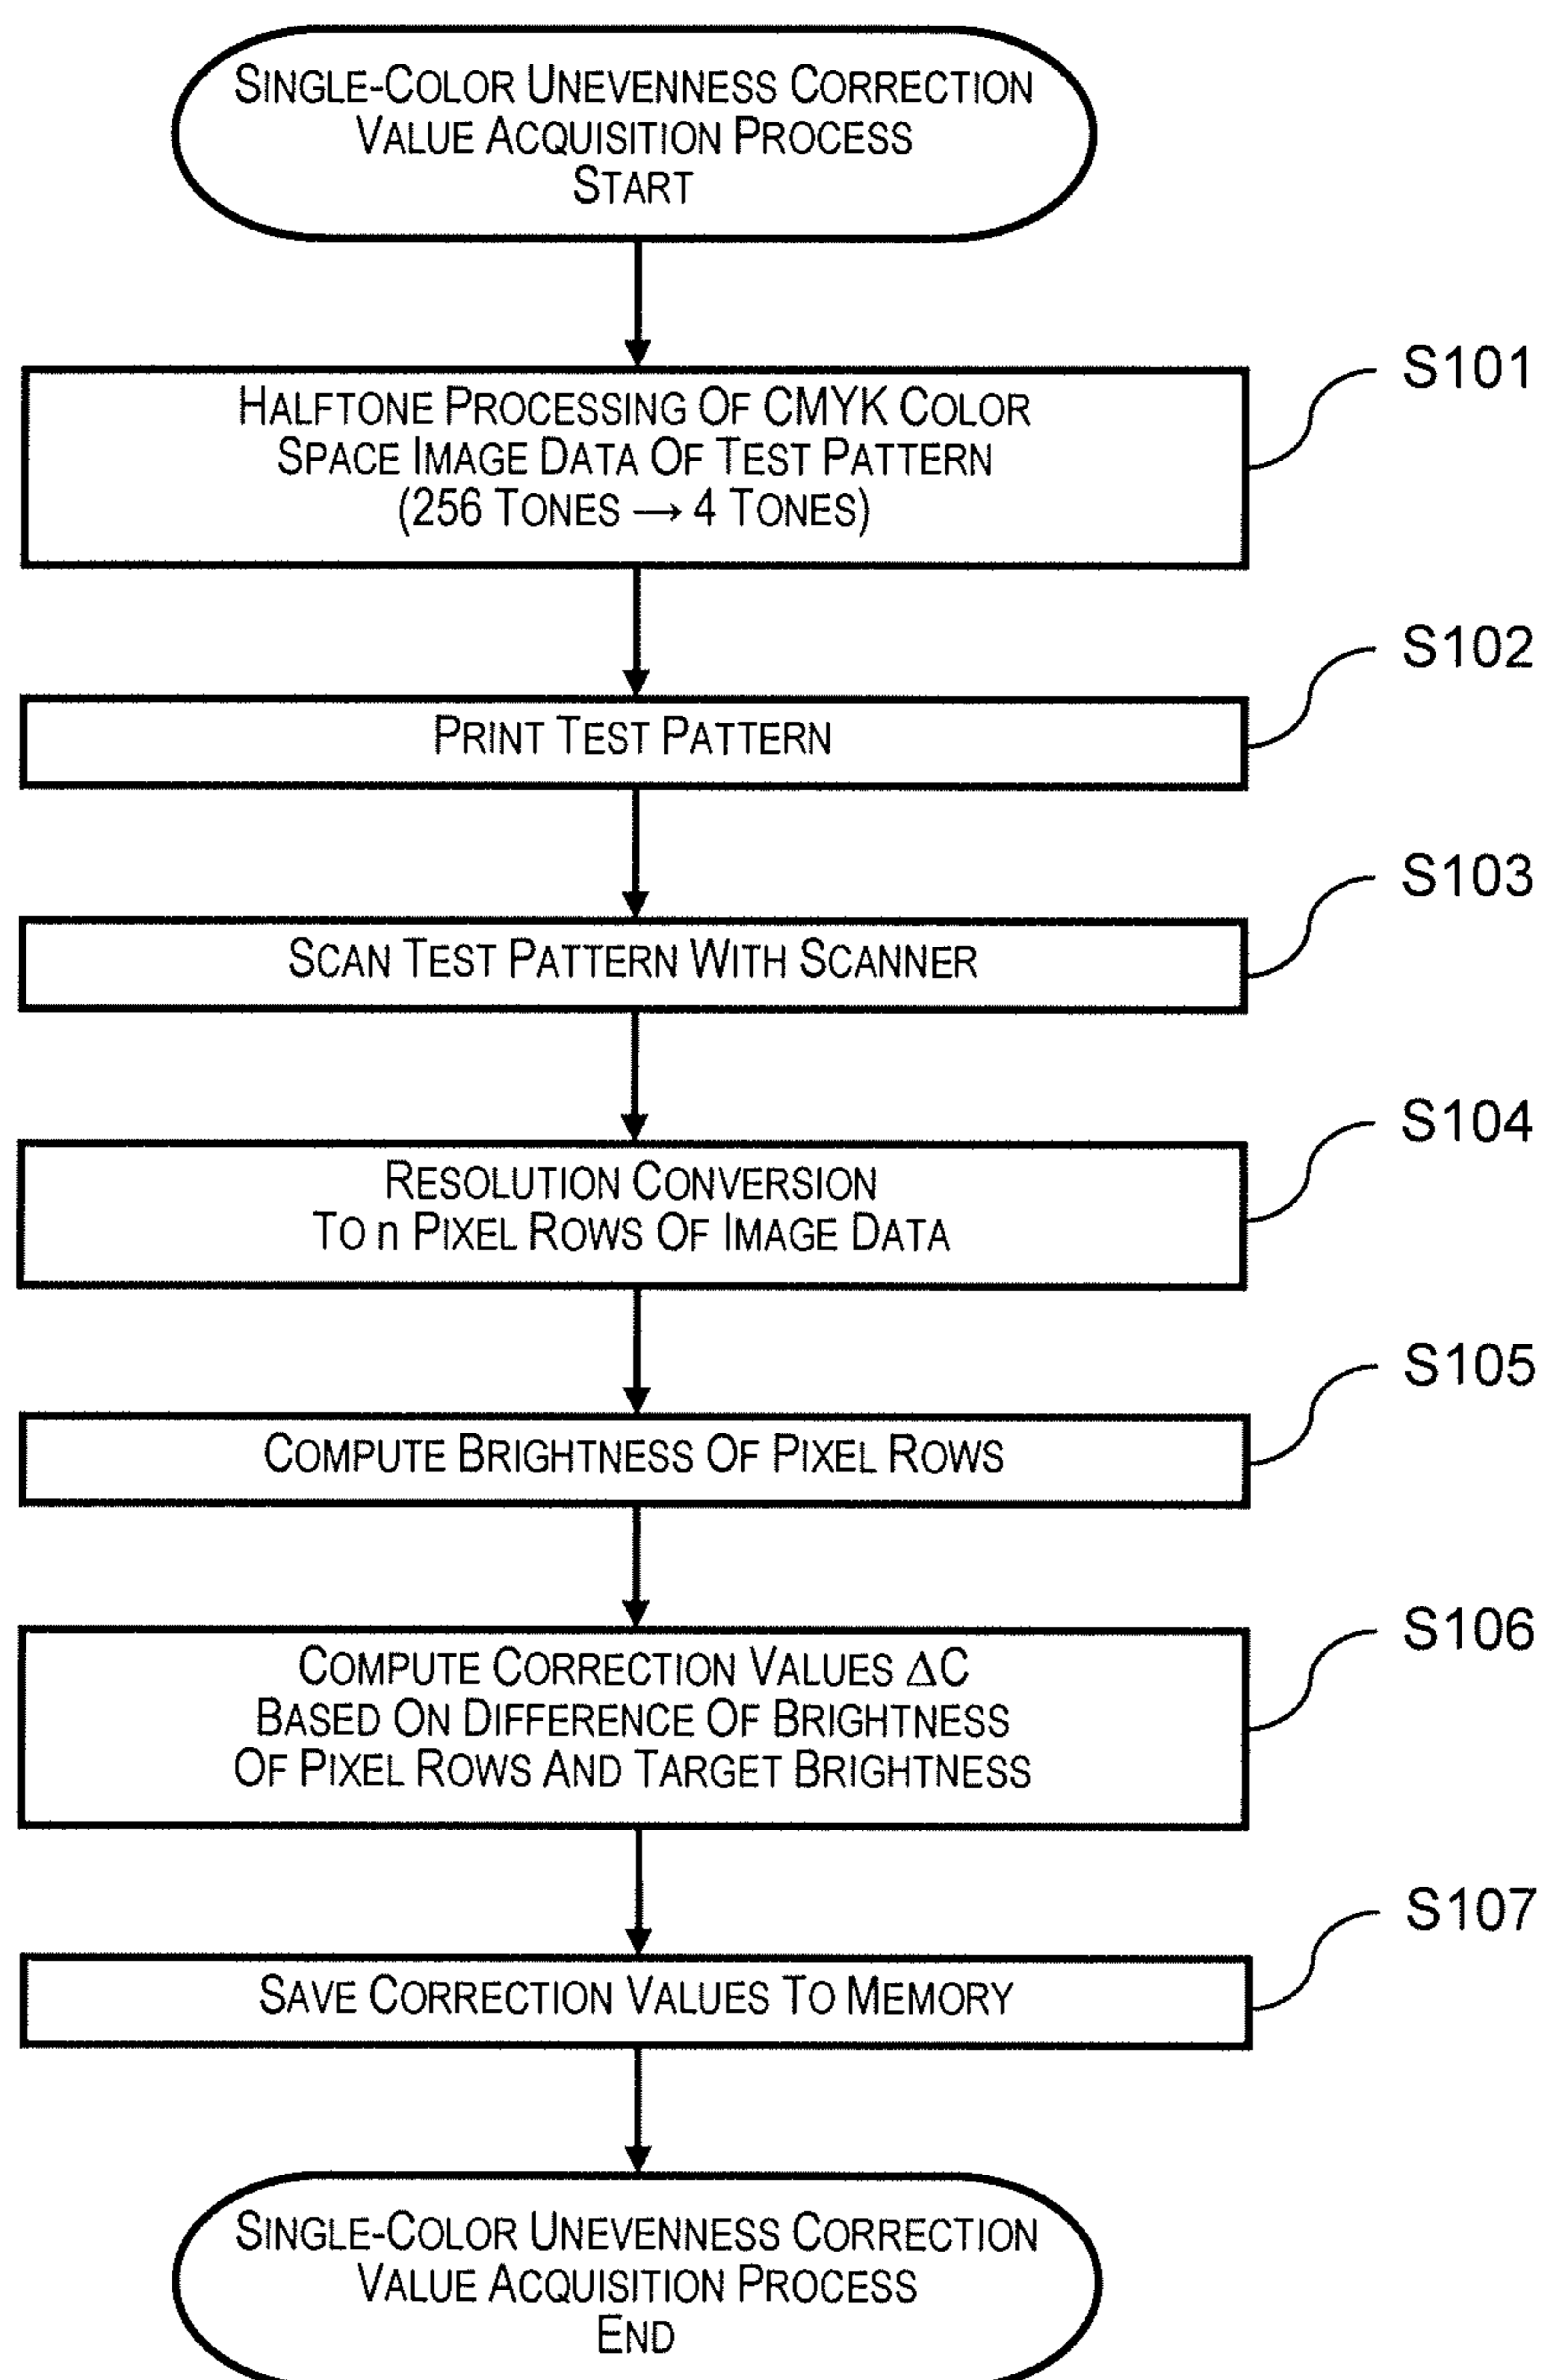 SINGLE-COLOR UNEVENNESS CORRECTION
VALUE ACQUISITION PROCESS
START
S101
HALFTONE PROCESSING OF CMYK COLOR
SPACE IMAGE DATA OF TEST PATTERN
(256 TONES → 4 TONES)
S102
PRINT TEST PATTERN
S103
SCAN TEST PATTERN WITH SCANNER
S104
RESOLUTION CONVERSION
TO n PIXEL ROWS OF IMAGE DATA
S105
COMPUTE BRIGHTNESS OF PIXEL ROWS
S106
COMPUTE CORRECTION VALUES ΔC
BASED ON DIFFERENCE OF BRIGHTNESS
OF PIXEL ROWS AND TARGET BRIGHTNESS
S107
SAVE CORRECTION VALUES TO MEMORY
SINGLE-COLOR UNEVENNESS CORRECTION
VALUE ACQUISITION PROCESS
END